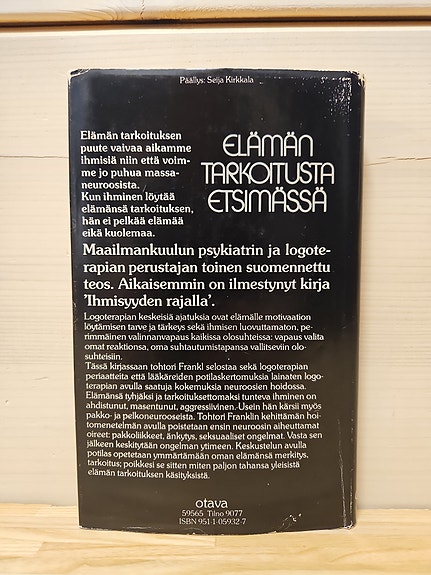 Päällys: Seija Kirkkala
Elämän tarkoituksen
puute vaivaa aikamme
ihmisiä niin että voim-
me jo puhua massa-
neuroosista.
Kun ihminen löytää
elämänsä tarkoituksen,
hän ei pelkää elämää
eikä kuolemaa.
ELÄMÄN
TARKOITUSTA
ETSIMÄSSÄ
Maailmankuulun psykiatrin ja logote-
rapian perustajan toinen suomennettu
teos. Aikaisemmin on ilmestynyt kirja
'Ihmisyyden rajalla'.
Logoterapian keskeisiä ajatuksia ovat elämälle motivaation
löytämisen tarve ja tärkeys sekä ihmisen luovuttamaton, pe-
rimmäinen valinnanvapaus kaikissa olosuhteissa: vapaus valita
omat reaktionsa, oma suhtautumistapansa vallitseviin olo-
suhteisiin.
Tässä kirjassaan tohtori Frankl selostaa sekä logoterapian
periaatteita että lääkäreiden potilaskertomuksia lainaten logo-
terapian avulla saatuja kokemuksia neuroosien hoidossa.
Elämänsä tyhjäksi ja tarkoituksettomaksi tunteva ihminen on
ahdistunut, masentunut, aggressiivinen. Usein hän kärsii myös
pakko- ja pelkoneurooseista. Tohtori Franklin kehittämän hoi-
tomenetelmän avulla poistetaan ensin neuroosin aiheuttamat
oireet: pakkoliikkeet, änkytys, seksuaaliset ongelmat. Vasta sen
jälkeen keskitytään ongelman ytimeen. Keskustelun avulla
potilas opetetaan ymmärtämään oman elämänsä merkitys,
tarkoitus; poikkesi se sitten miten paljon tahansa yleisistä
elämän tarkoituksen käsityksistä.
otava
59565 Tilno 9077
ISBN 951-1-05932-7